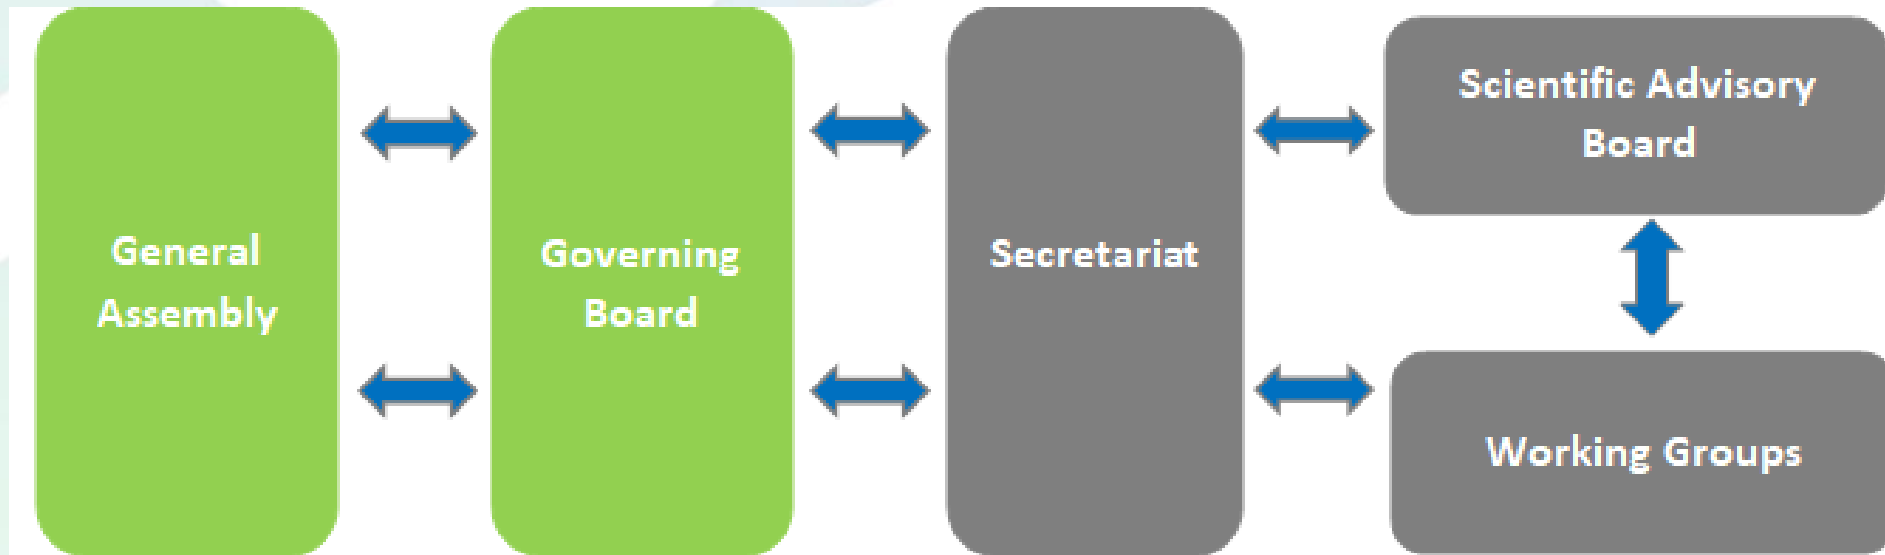 General
Assembly
Governing
Board
Secretariat
Scientific Advisory
Board
Working Groups